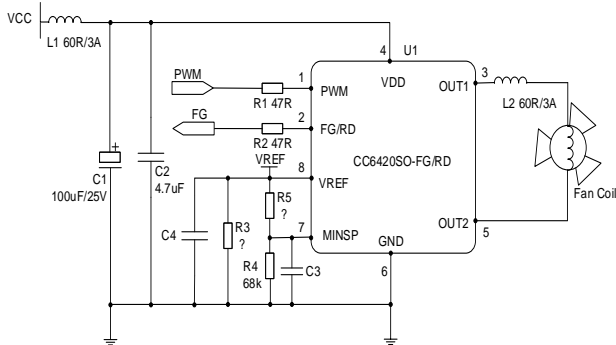 VCC
L1 60R/3A
4
U1
VDD
PWM
R1 47R
1
PWM
OUT1
3
L2 60R/3A
FG
R2 47R
2
FG/RD
CC6420SO-FG/RD
VREF
8
VREF
C1
100uF/25V
C2
4.7uF
C4
R3
?
R5
?
7
MINSP
R4
68k
C3
GND
6
OUT2
5
Fan Coil